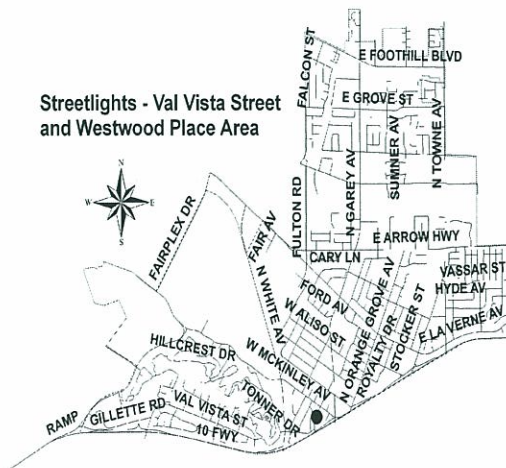 Streetlights - Val Vista Street
and Westwood Place Area
N
W
E
S
FALCON ST
E FOOTHILL BLVD
E GROVE ST
SUMNER AV
N TOWNE AV
N GAREY AV
FULTON RD
FAIRPLEX DR
FAIR AV
N WHITE AV
E ARROW HWY
CARY LN
VASSAR ST
HYDE AV
FORD AV
W ALISO ST
N ORANGE GROVE AV
ROYALTY DR
STOCKER ST
E LA VERNE AV
HILLCREST DR
W MCKINLEY AV
TONNER DR
RAMP
GILLETTE RD
VAL VISTA ST
10 FWY